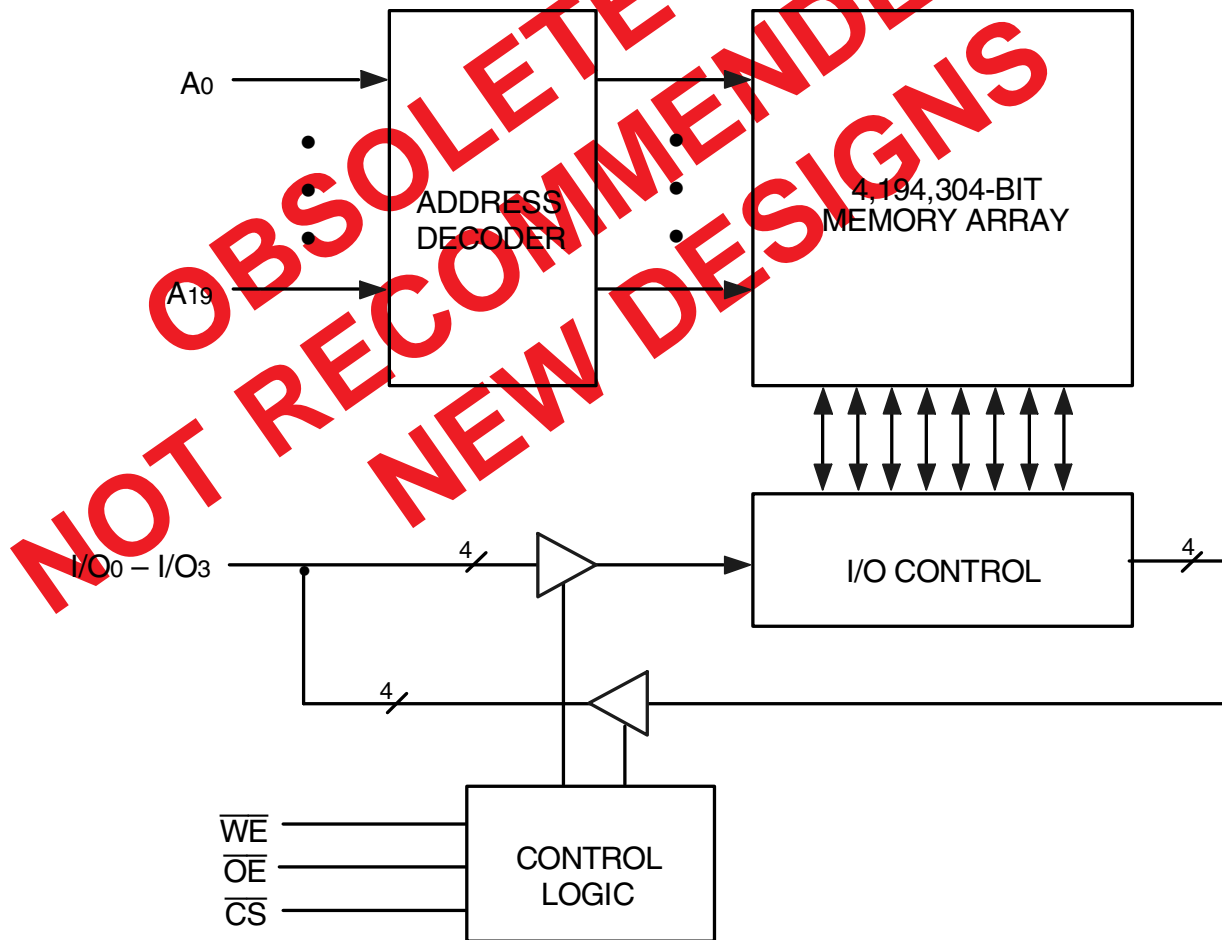 A0
A19
ADDRESS
DECODER
4,194,304-BIT
MEMORY ARRAY
OBSOLETE
NOT RECOMMENDE
NEW DESIGNS
I/O0 – I/O3
4
I/O CONTROL
4
4
WE
OE
CS
CONTROL
LOGIC